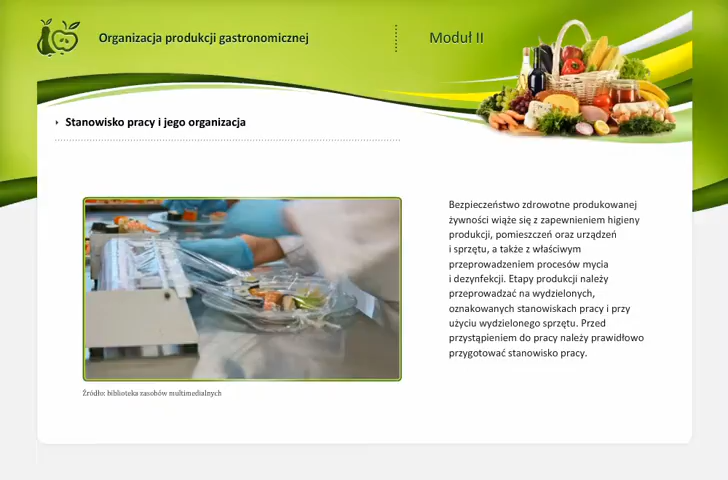 Organizacja produkcji gastronomicznej
Moduł II
Stanowisko pracy i jego organizacja
Bezpieczeństwo zdrowotne produkowanej
żywności wiąże się z zapewnieniem higieny
produkcji, pomieszczeń oraz urządzeń
i sprzętu, a także z właściwym
przeprowadzeniem procesów mycia
i dezynfekcji. Etapy produkcji należy
przeprowadzać na wydzielonych,
oznakowanych stanowiskach pracy i przy
użyciu wydzielonego sprzętu. Przed
przystąpieniem do pracy należy prawidłowo
przygotować stanowisko pracy.
Źródło: biblioteka zasobów multimedialnych